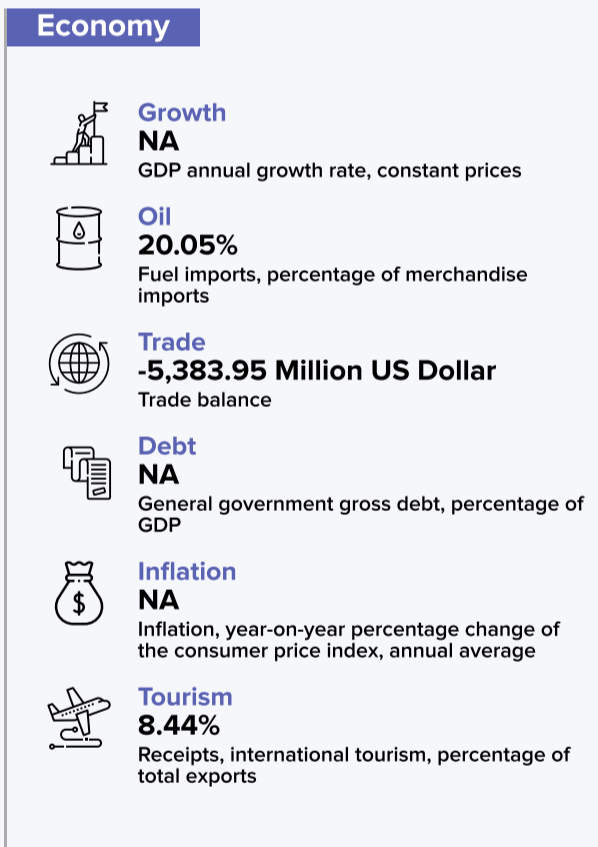 Economy
Growth
NA
GDP annual growth rate, constant prices
Oil
20.05%
Fuel imports, percentage of merchandise
imports
Trade
-5,383.95 Million US Dollar
Trade balance
Debt
NA
General government gross debt, percentage of
GDP
Inflation
NA
Inflation, year-on-year percentage change of
the consumer price index, annual average
$
Tourism
8.44%
Receipts, international tourism, percentage of
total exports